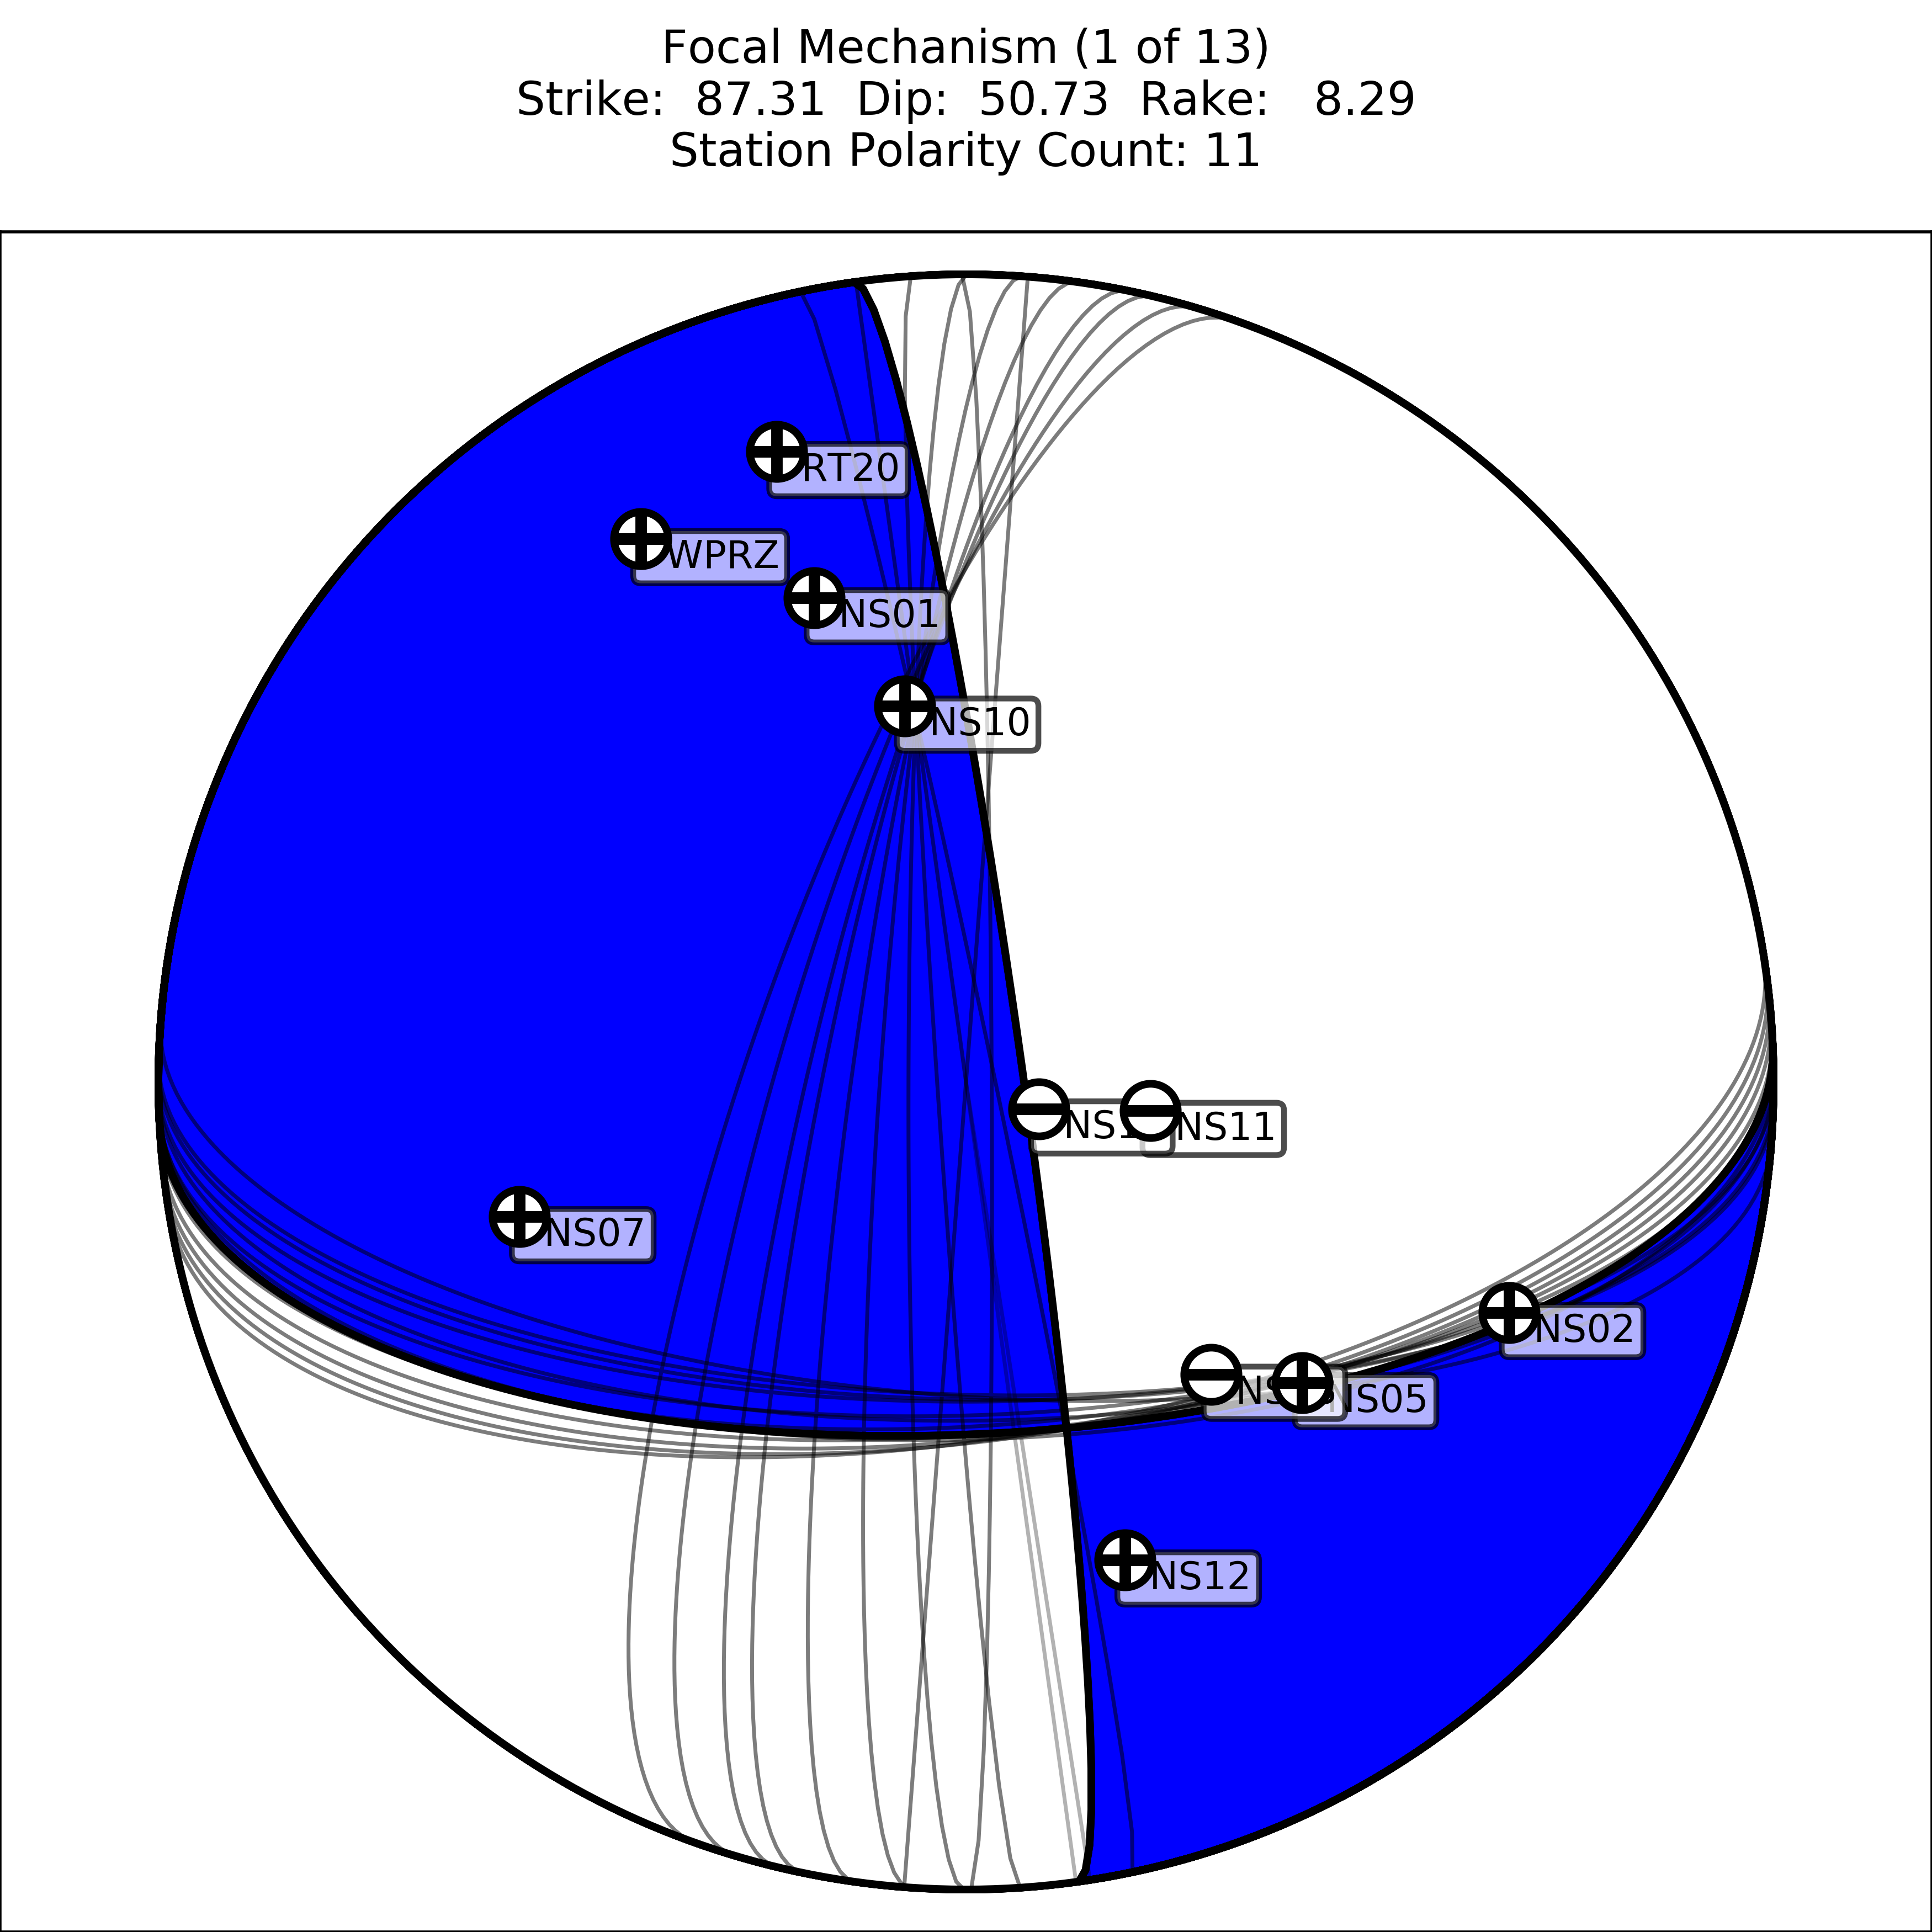 Focal Mechanism (1 of 13)
Strike: 87.31 Dip: 50.73 Rake: 8.29
Station Polarity Count: 11
RT20
WPRZ
NS01
NS10
NS11
NS07
NS02
NS05
NS12